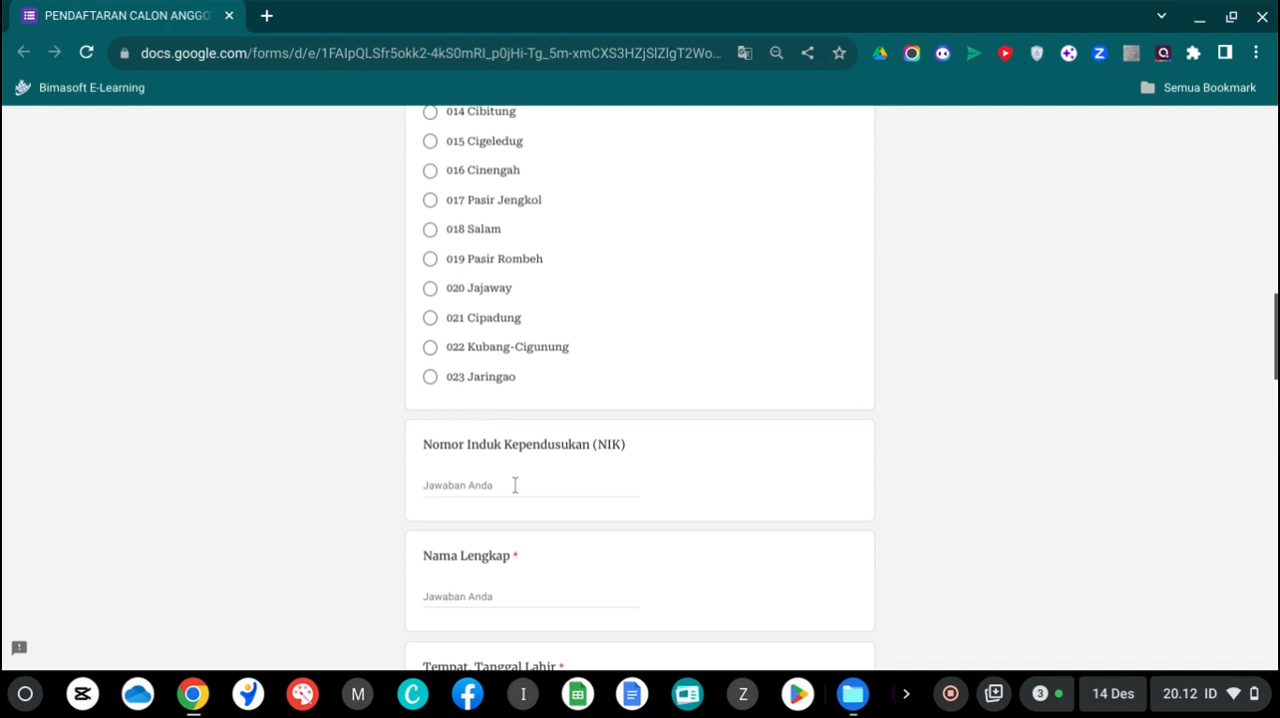 PENDAFTARAN CALON ANGGO
docs.google.com/forms/d/e/1FAIpQLSfr5okk2-4kS0mRI_p0jHi-Tg_5m-xmCXS3HZjSIZIgT2Wo...
Bimasoft E-Learning
Semua Bookmark
014 Cibitung
015 Cigeledug
016 Cinengah
017 Pasir Jengkol
018 Salam
019 Pasir Rombeh
020 Jajaway
021 Cipadung
022 Kubang-Cigunung
023 Jaringao
Nomor Induk Kependusukan (NIK)
Jawaban Anda
Nama Lengkap *
Jawaban Anda
Tempat, Tanggal Lahir *
M
I
Z
3
14 Des
20.12 ID